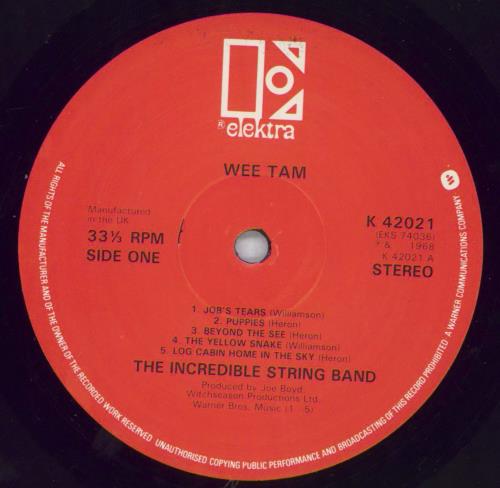 ® elektra
WEE TAM
Manufactured
in the UK
33⅓ RPM
SIDE ONE
K 42021
(EKS 74036)
℗ & 1968
K 42021 A
STEREO
1. JOB'S TEARS (Williamson)
2. PUPPIES (Heron)
3. BEYOND THE SEE (Heron)
4. THE YELLOW SNAKE (Williamson)
5. LOG CABIN HOME IN THE SKY (Heron)
THE INCREDIBLE STRING BAND
Produced by Joe Boyd,
Witchseason Productions Ltd.
Warner Bros. Music (1 - 5)
ALL RIGHTS OF THE MANUFACTURER AND OF THE OWNER OF THE RECORDED WORK RESERVED UNAUTHORISED COPYING PUBLIC PERFORMANCE AND BROADCASTING OF THIS RECORD PROHIBITED A WARNER COMMUNICATIONS COMPANY